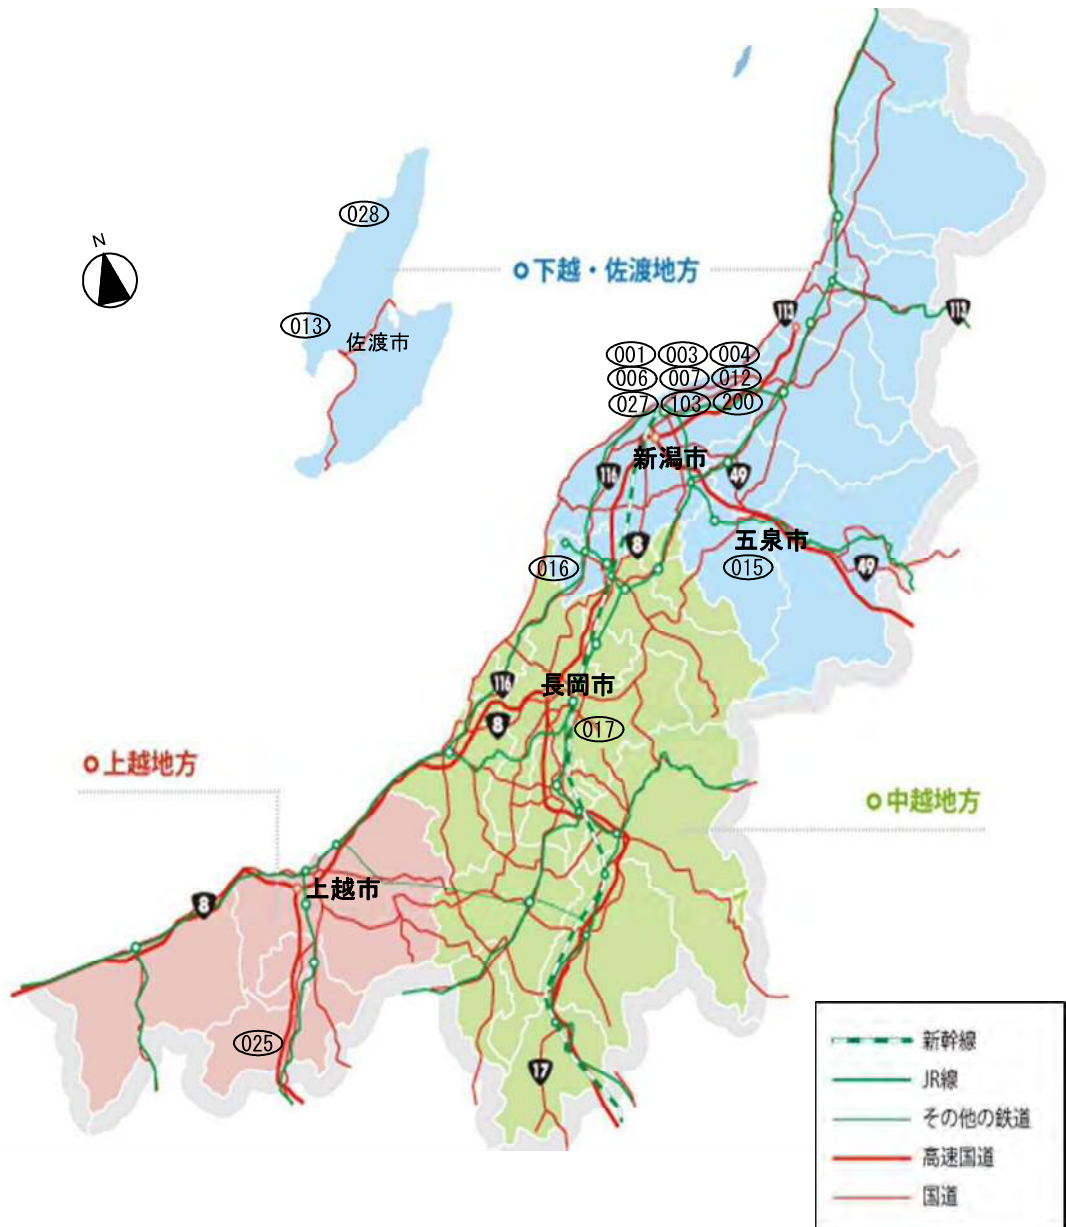 028
N
下越・佐渡地方
013
佐渡市
113
113
001 003 004
006 007 012
027 103 200
新潟市
116
49
8
五泉市
016
015
49
116
長岡市
8
017
上越地方
中越地方
上越市
8
025
17
新幹線
JR線
その他の鉄道
高速国道
国道